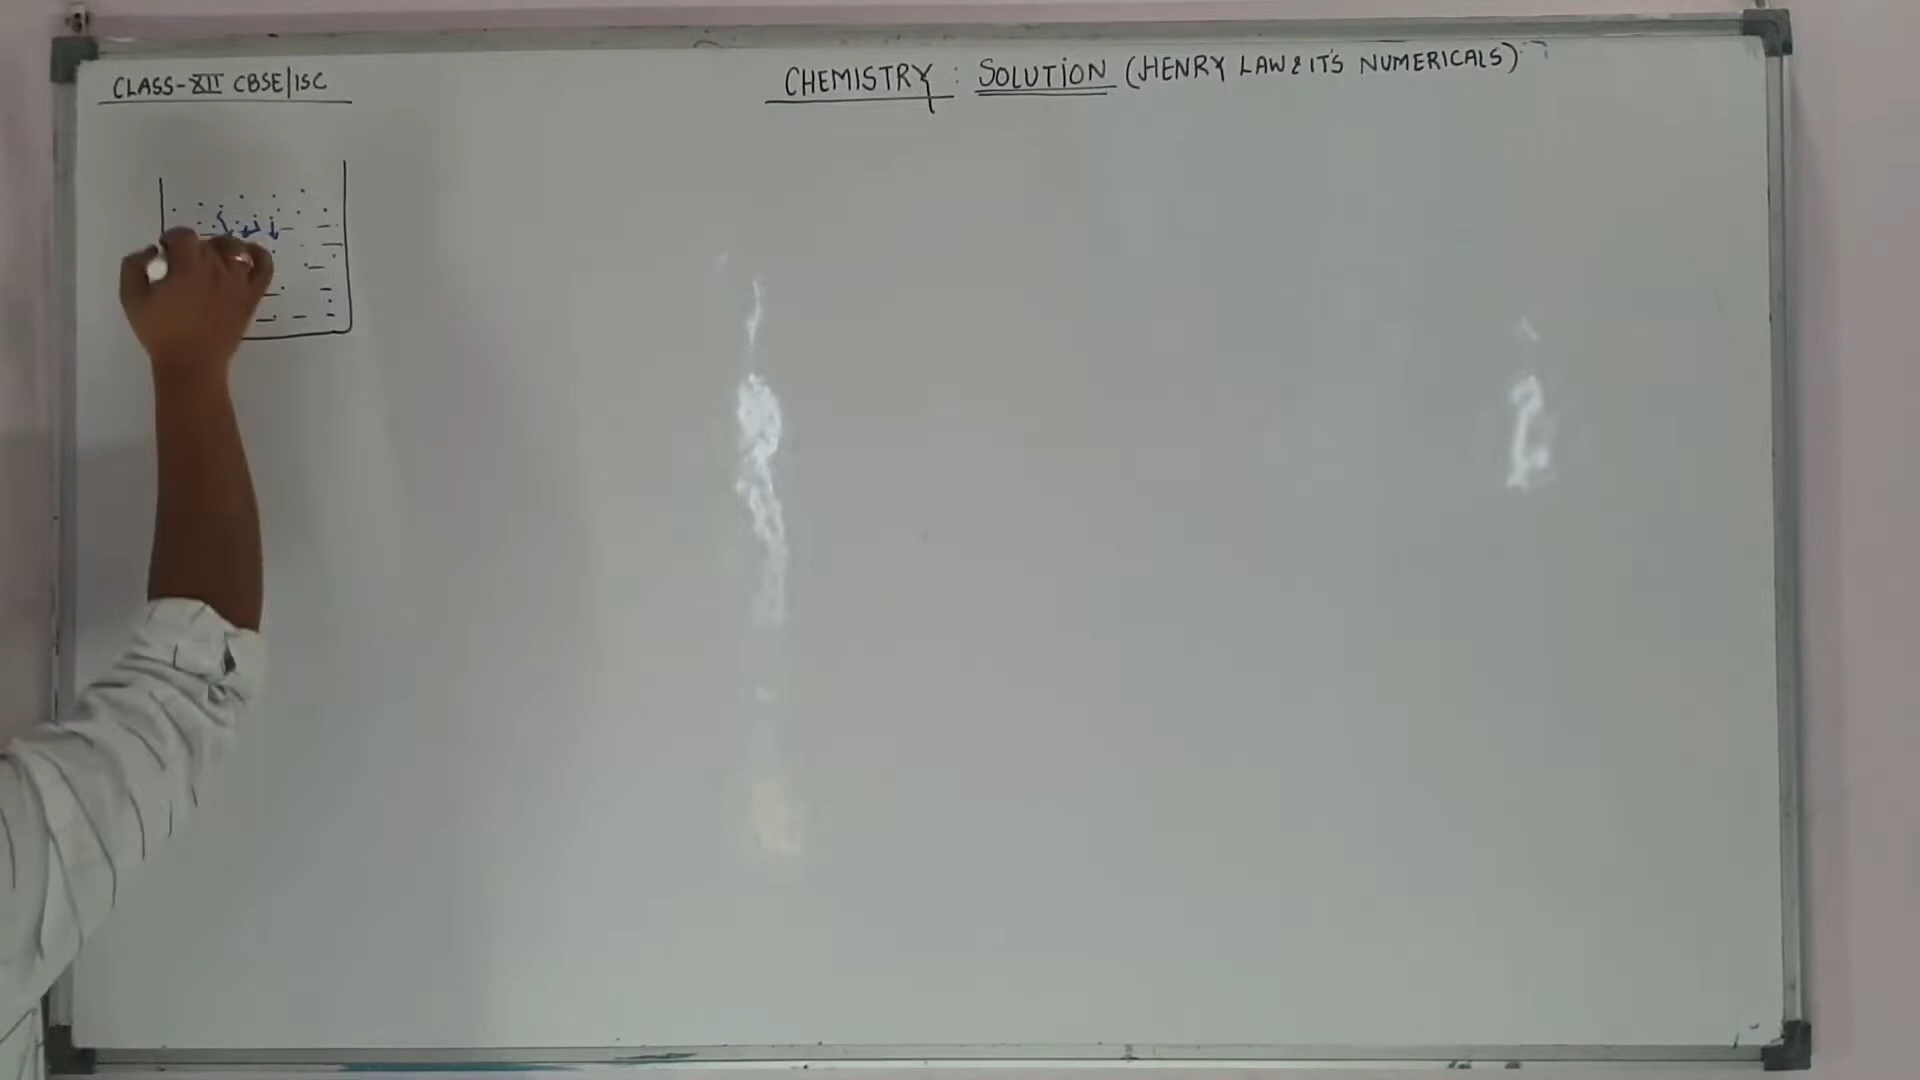 CLASS-XII CBSE/ISC
CHEMISTRY : SOLUTION (HENRY LAW & IT'S NUMERICALS)